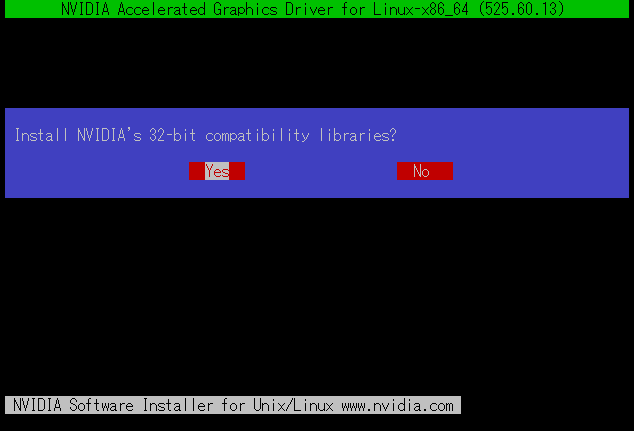 NVIDIA Accelerated Graphics Driver for Linux-x86_64 (525.60.13)
Install NVIDIA's 32-bit compatibility libraries?
Yes No
NVIDIA Software Installer for Unix/Linux www.nvidia.com